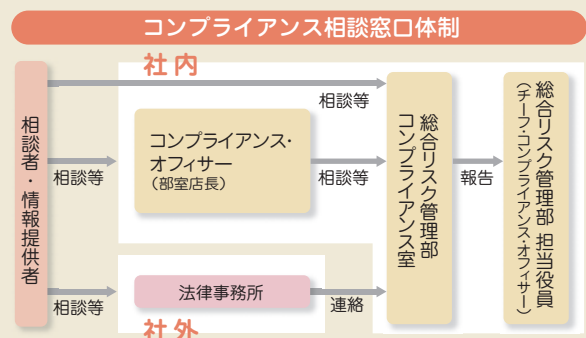 コンプライアンス相談窓口体制
社内
相談者・情報提供者
相談等
相談等
コンプライアンス・
オフィサー
（部室店長）
相談等
総合リスク管理部
コンプライアンス室
報告
総合リスク管理部 担当役員
（チーフ・コンプライアンス・オフィサー）
相談等
法律事務所
連絡
社外